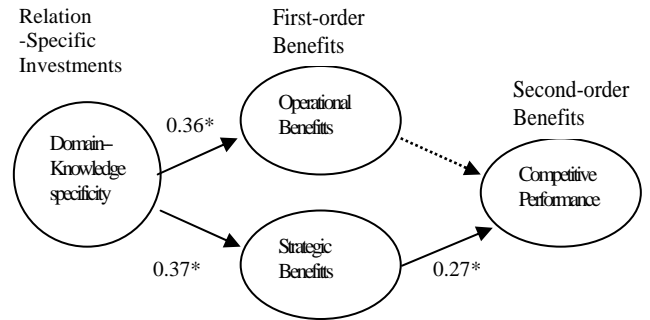 Relation
-Specific
Investments
First-order
Benefits
Second-order
Benefits
Domain–
Knowledge
specificity
0.36*
Operational
Benefitts
0.37*
Strategic
Benefits
0.27*
Competitive
Performance